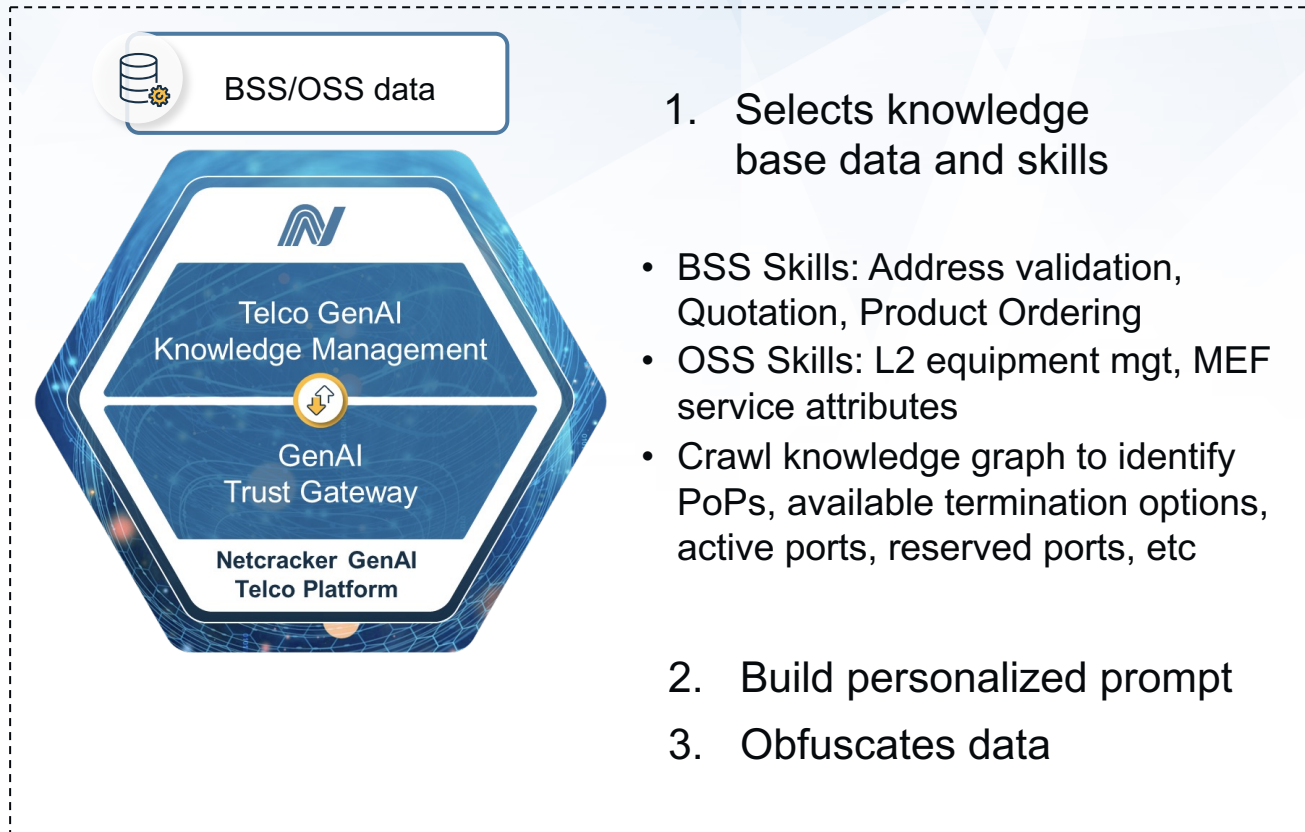 BSS/OSS data
Telco GenAI
Knowledge Management
GenAI
Trust Gateway
Netcracker GenAI
Telco Platform
1. Selects knowledge
base data and skills
• BSS Skills: Address validation,
Quotation, Product Ordering
• OSS Skills: L2 equipment mgt, MEF
service attributes
• Crawl knowledge graph to identify
PoPs, available termination options,
active ports, reserved ports, etc
2. Build personalized prompt
3. Obfuscates data